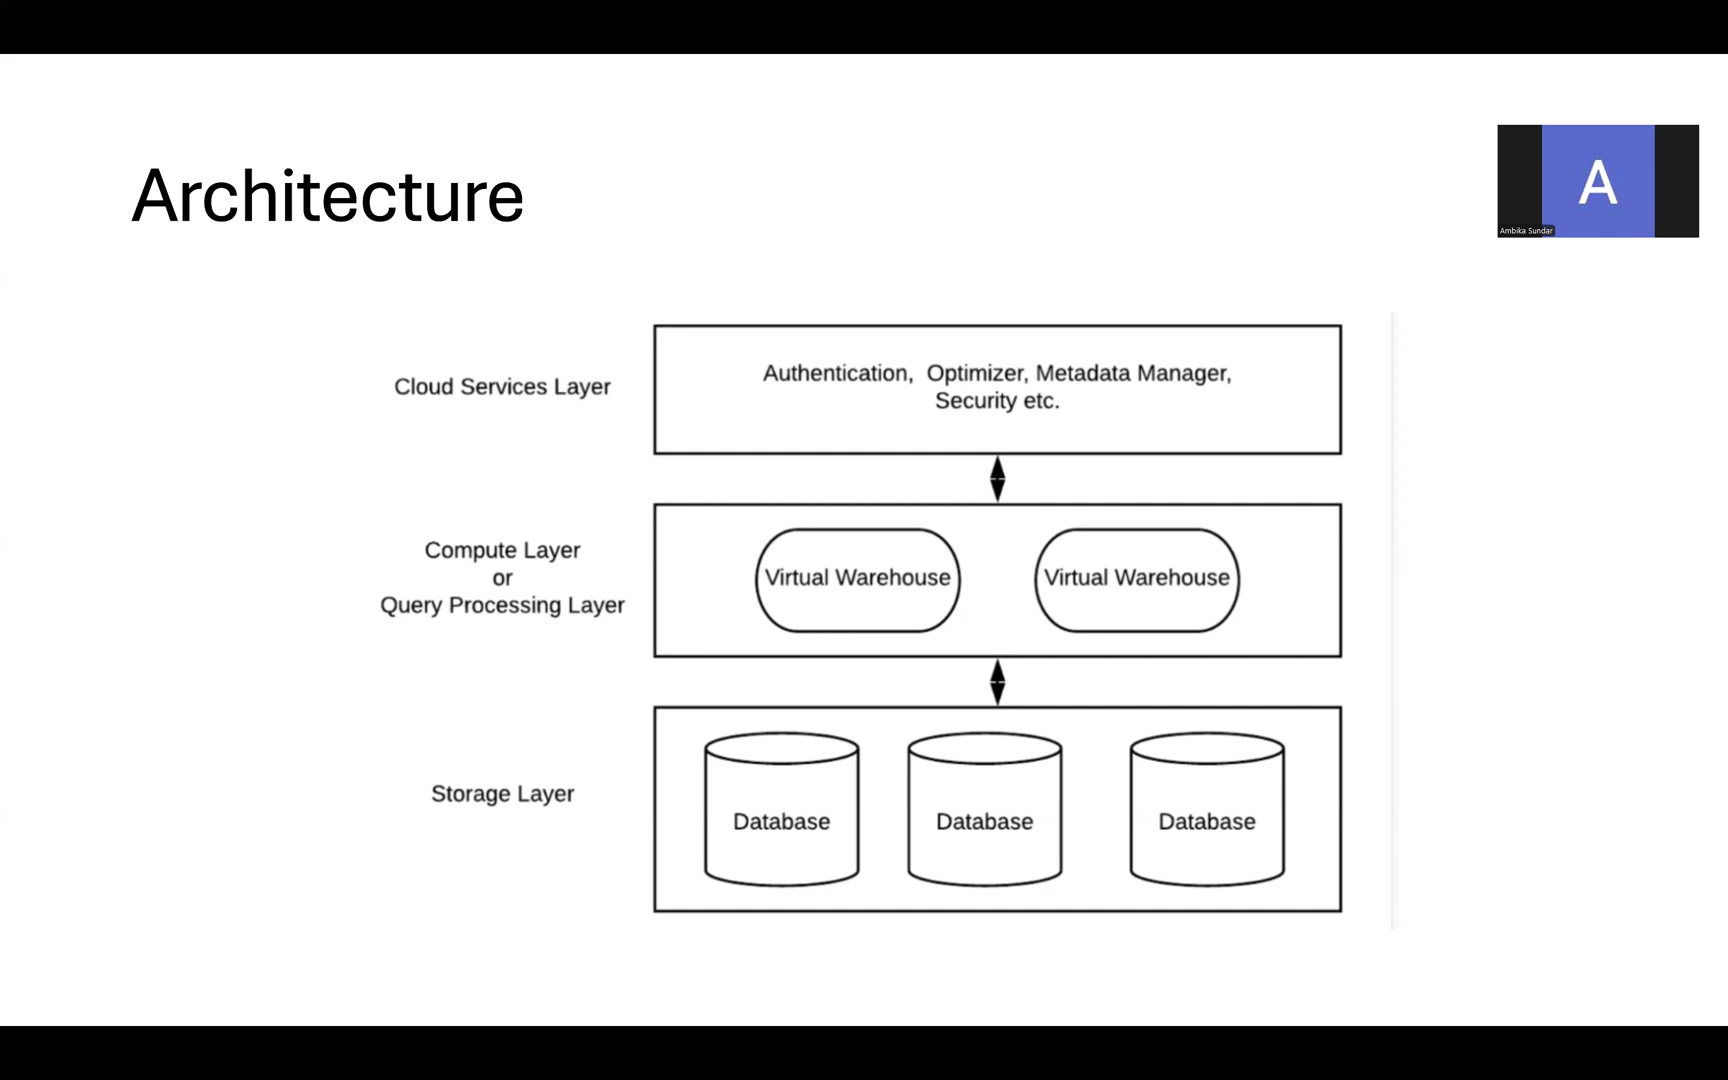 Architecture
A
Ambika Sundar
Cloud Services Layer
Authentication, Optimizer, Metadata Manager,
Security etc.
Compute Layer
or
Query Processing Layer
Virtual Warehouse
Virtual Warehouse
Storage Layer
Database
Database
Database